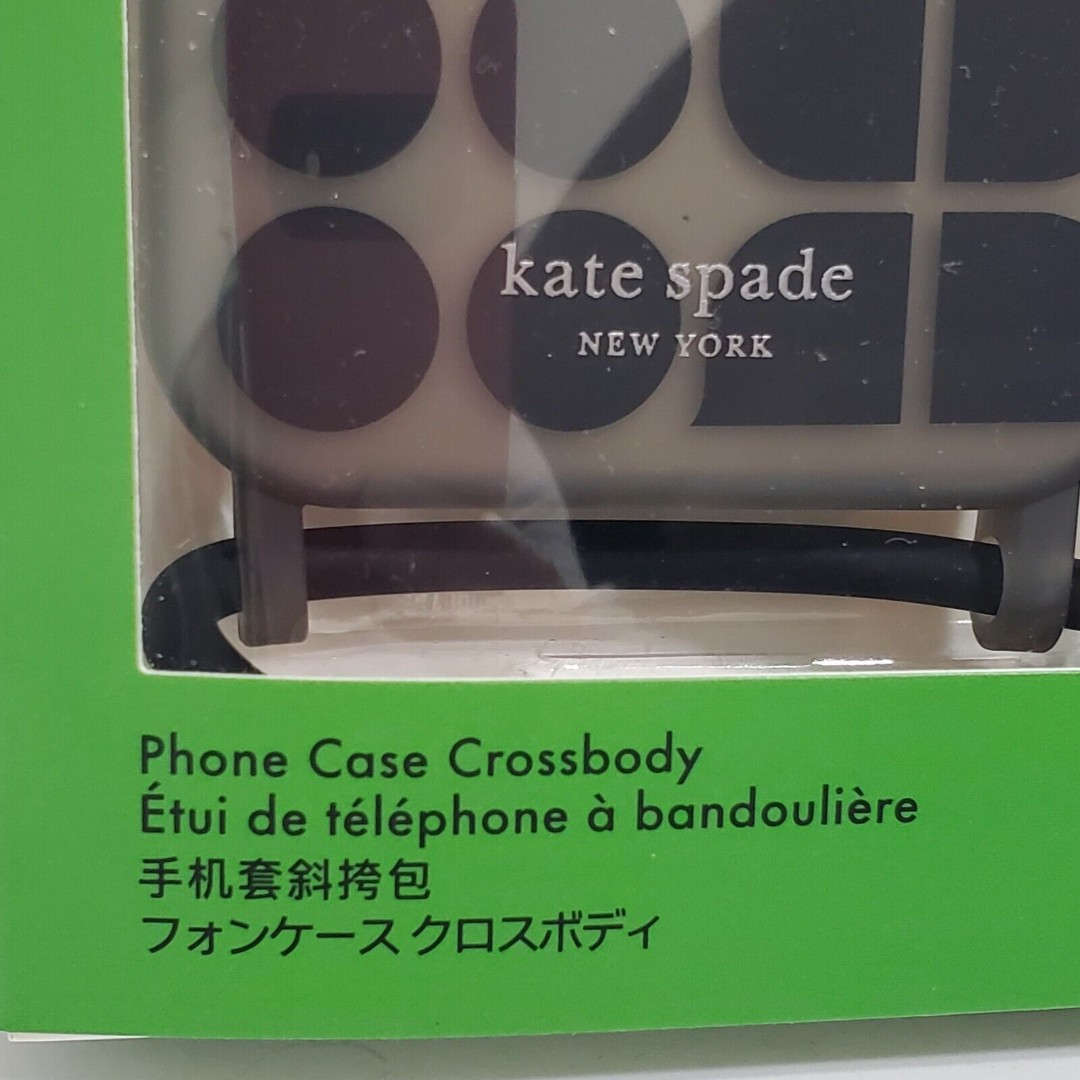 kate spade
NEW YORK
Phone Case Crossbody
Étui de téléphone à bandoulière
手机套斜挎包
フォンケース クロスボディ